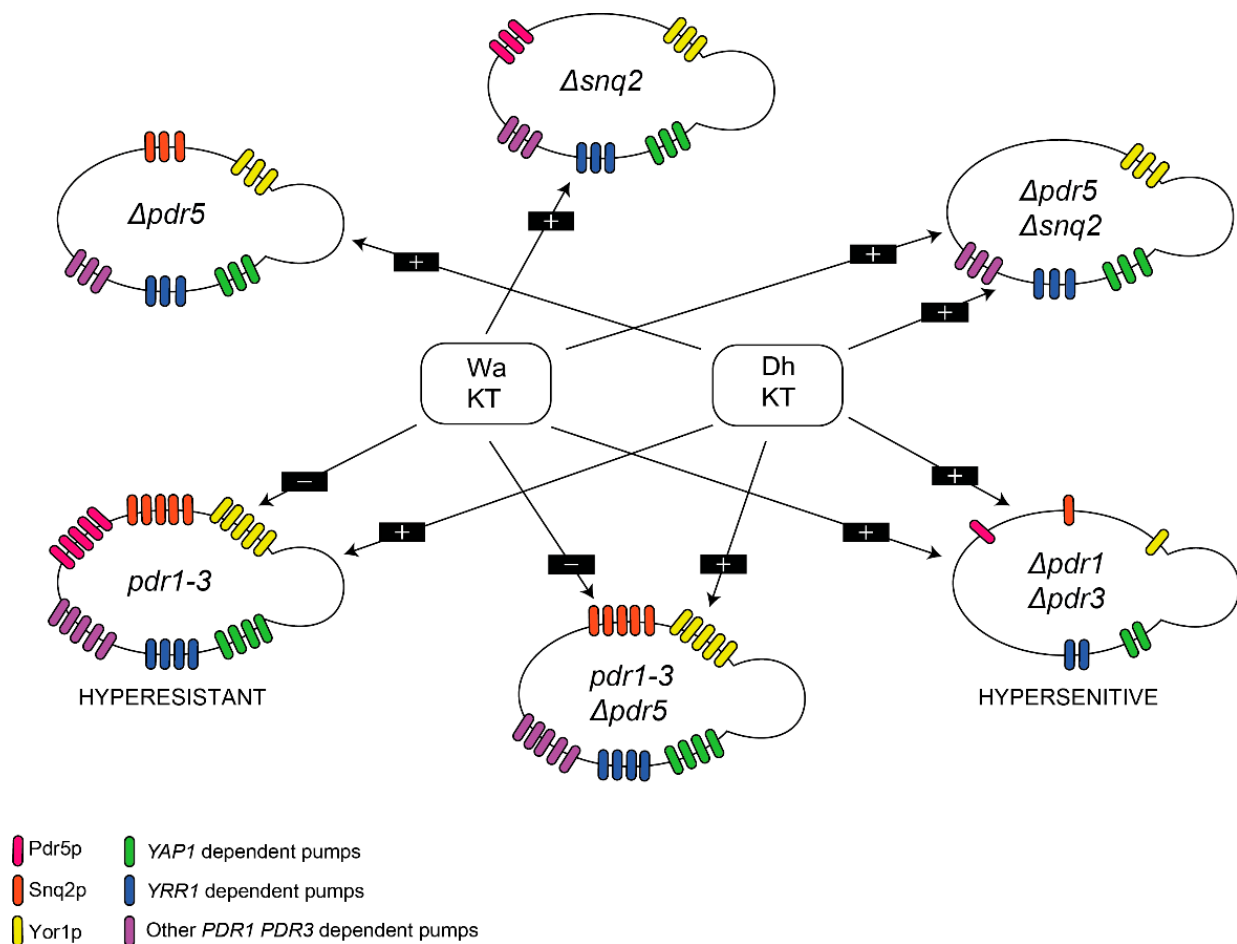 Δsnq2
Δpdr5
Δpdr5
Δsnq2
+
+
+
+
Wa
KT
Dh
KT
−
+
+
+
−
+
pdr1-3
HYPERESISTANT
pdr1-3
Δpdr5
Δpdr1
Δpdr3
HYPERSENITIVE
Pdr5p
YAP1 dependent pumps
Snq2p
YRR1 dependent pumps
Yor1p
Other PDR1 PDR3 dependent pumps